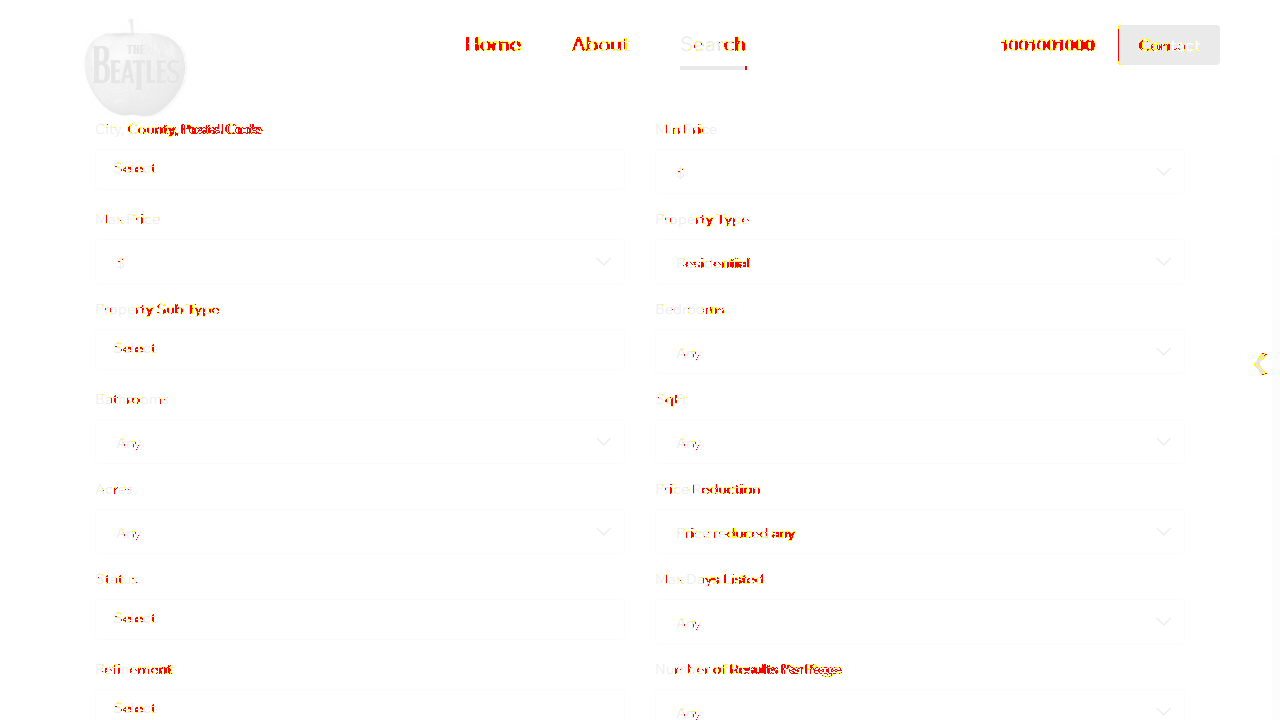 THE
BEATLES
Home About Search 1001001000 Contact
City, County, Postal Code
Min Price
Select
$
Max Price
Property Type
$
Residential
Property Sub Type
Bedrooms
Select
Any
Bathrooms
SqFt
Any
Any
Acres
Price Reduction
Any
Price reduced any
Status
Max Days Listed
Select
Any
Retirement
Number of Results Per Page
Select
Any